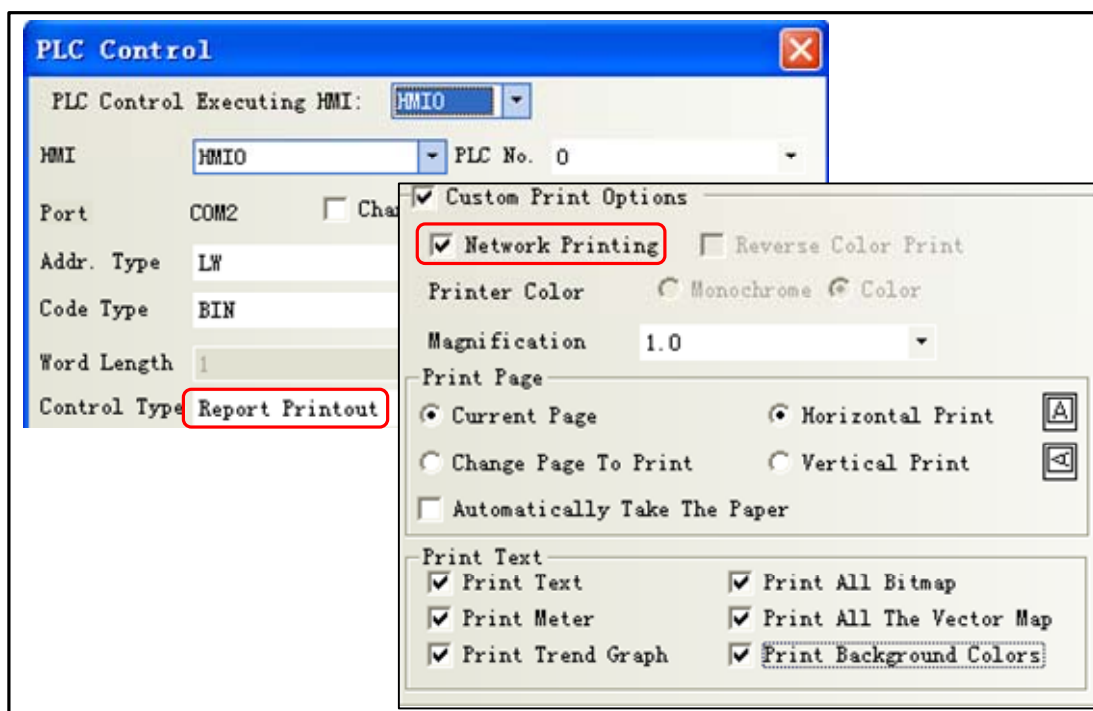 PLC Control
PLC Control Executing HMI: HMI0
HMI HMI0 PLC No. 0
Port COM2
Addr. Type LW
Code Type BIN
Word Length 1
Control Type Report Printout
Custom Print Options
Network Printing Reverse Color Print
Printer Color Monochrome Color
Magnification 1.0
Print Page
Current Page Horizontal Print A
Change Page To Print Vertical Print A
Automatically Take The Paper
Print Text
Print Text Print All Bitmap
Print Meter Print All The Vector Map
Print Trend Graph Print Background Colors